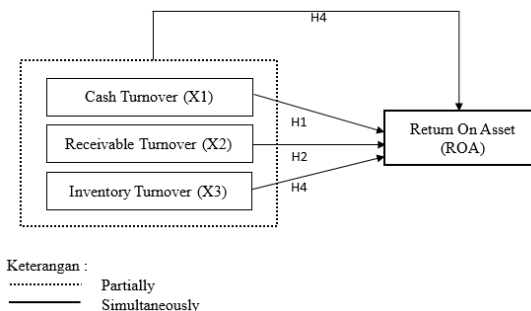 H4
Cash Turnover (X1)
H1
Receivable Turnover (X2)
H2
Inventory Turnover (X3)
H4
Return On Asset
(ROA)
Keterangan :
Partially
Simultaneously